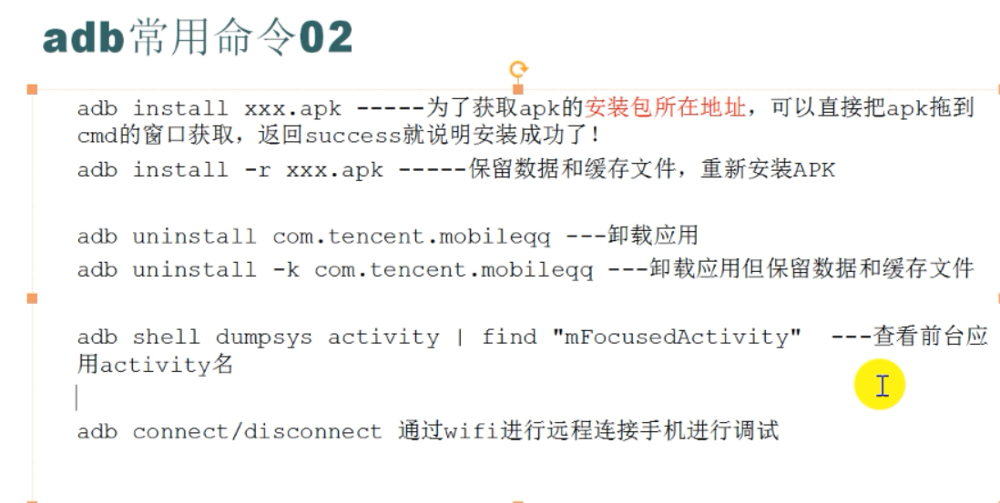 adb常用命令02
adb install xxx.apk -----为了获取apk的安装包所在地址，可以直接把apk拖到
cmd的窗口获取，返回success就说明安装成功了！
adb install -r xxx.apk -----保留数据和缓存文件，重新安装APK
adb uninstall com.tencent.mobileqq ---卸载应用
adb uninstall -k com.tencent.mobileqq ---卸载应用但保留数据和缓存文件
adb shell dumpsys activity | find "mFocusedActivity"  ---查看前台应
用activity名
adb connect/disconnect 通过wifi进行远程连接手机进行调试